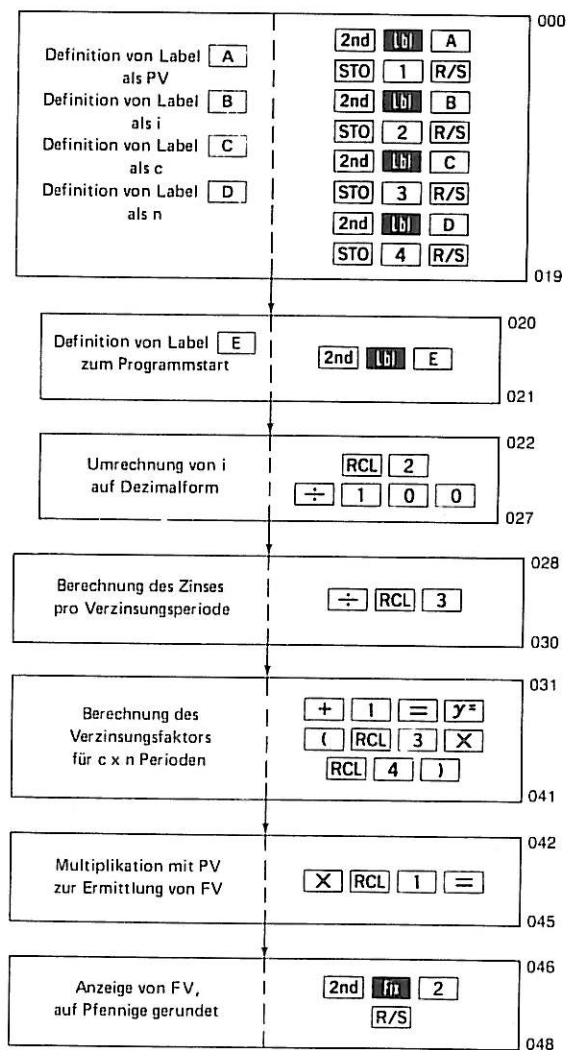 000
Definition von Label A
als PV
Definition von Label B
als i
Definition von Label C
als c
Definition von Label D
als n
2nd Lbl A
STO 1 R/S
2nd Lbl B
STO 2 R/S
2nd Lbl C
STO 3 R/S
2nd Lbl D
STO 4 R/S
019
020
Definition von Label E
zum Programmstart
2nd Lbl E
021
022
Umrechnung von i
auf Dezimalform
RCL 2
÷ 1 0 0
027
028
Berechnung des Zinses
pro Verzinsungsperiode
÷ RCL 3
030
031
Berechnung des
Verzinsungsfaktors
für c x n Perioden
+ 1 = yˣ
( RCL 3 X
RCL 4 )
041
042
Multiplikation mit PV
zur Ermittlung von FV
X RCL 1 =
045
046
Anzeige von FV,
auf Pfennige gerundet
2nd fix 2
R/S
048